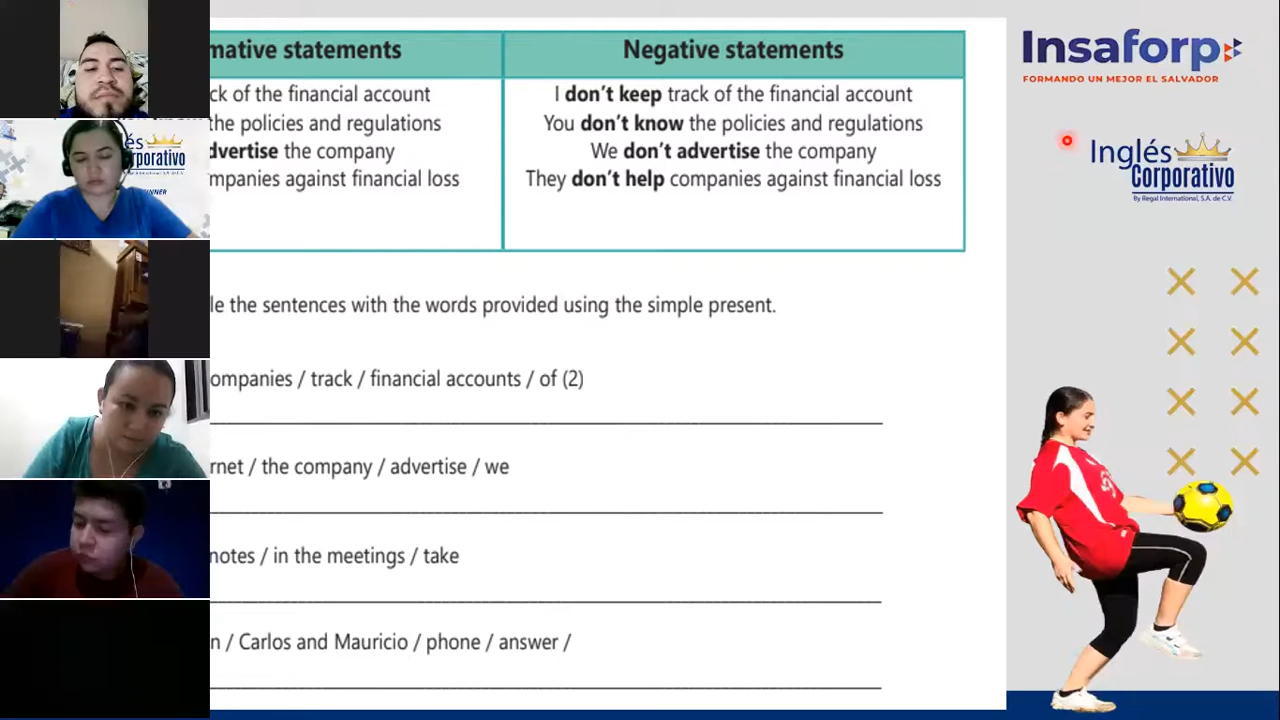 mative statements
Negative statements
ck of the financial account
the policies and regulations
dvertise the company
mpanies against financial loss
I don't keep track of the financial account
You don't know the policies and regulations
We don't advertise the company
They don't help companies against financial loss
le the sentences with the words provided using the simple present.
ompanies / track / financial accounts / of (2)
rnet / the company / advertise / we
notes / in the meetings / take
n / Carlos and Mauricio / phone / answer /
Insaforp
FORMANDO UN MEJOR EL SALVADOR
Inglés
Corporativo
By Regal International, S.A. de C.V.
és
rporativo